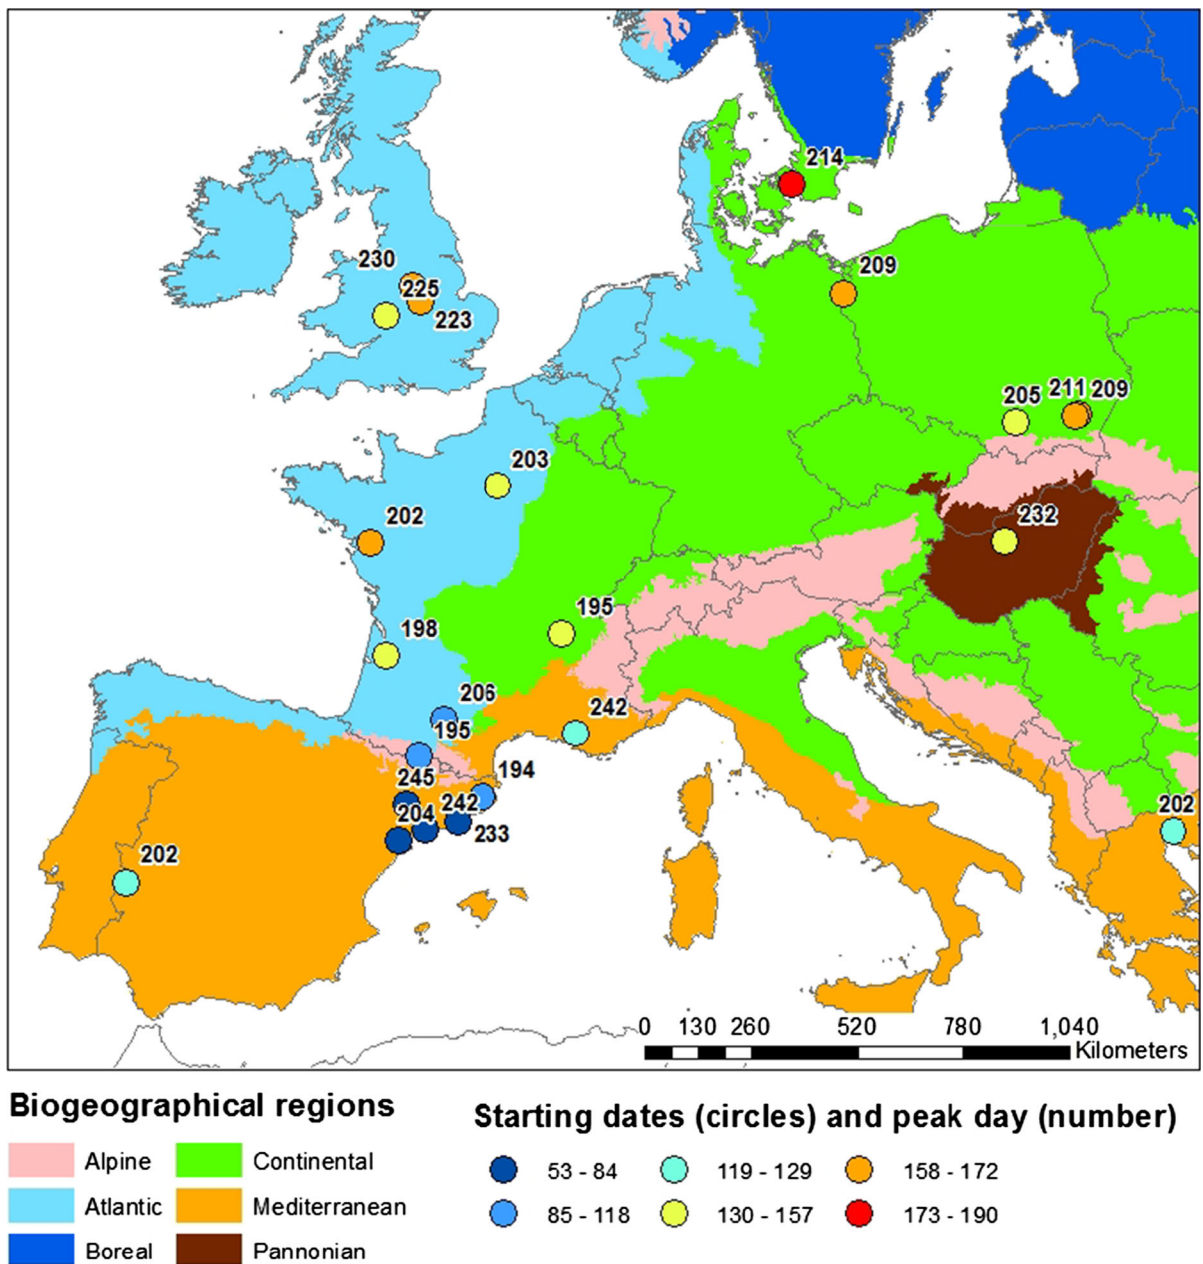 214
230
209
225
223
205 211 209
203
232
202
195
198
206
242
195
194
245
242
204
233
202
202
0 130 260 520 780 1,040
Kilometers
Biogeographical regions
Alpine Continental
Atlantic Mediterranean
Boreal Pannonian
Starting dates (circles) and peak day (number)
53 - 84 119 - 129 158 - 172
85 - 118 130 - 157 173 - 190